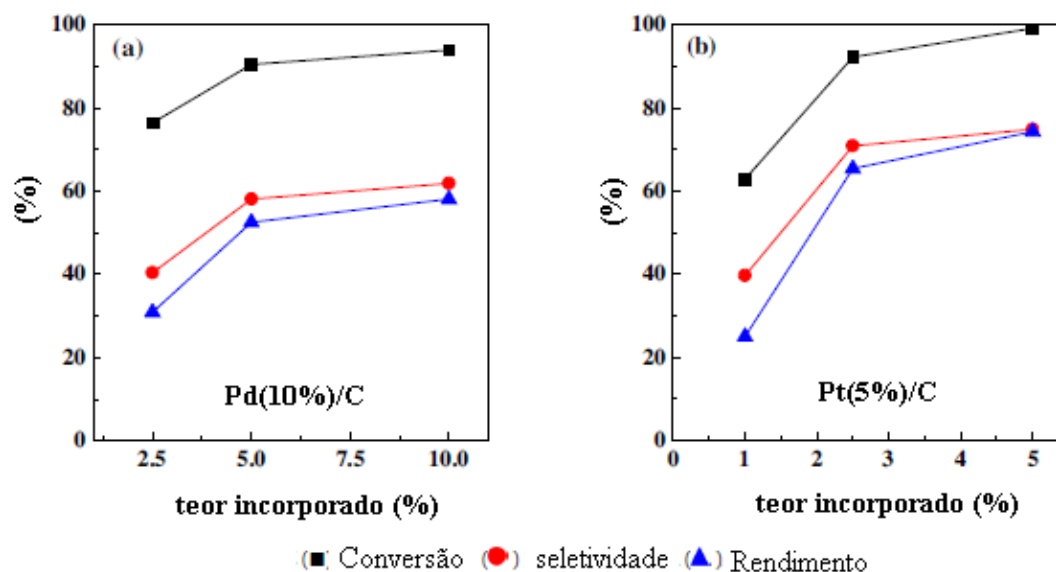 (a)
(%)
100
80
60
40
20
0
Pd(10%)/C
2.5 5.0 7.5 10.0
teor incorporado (%)
(b)
(%)
100
80
60
40
20
0
Pt(5%)/C
0 1 2 3 4 5
teor incorporado (%)
( ) Conversão ( ) seletividade ( ) Rendimento